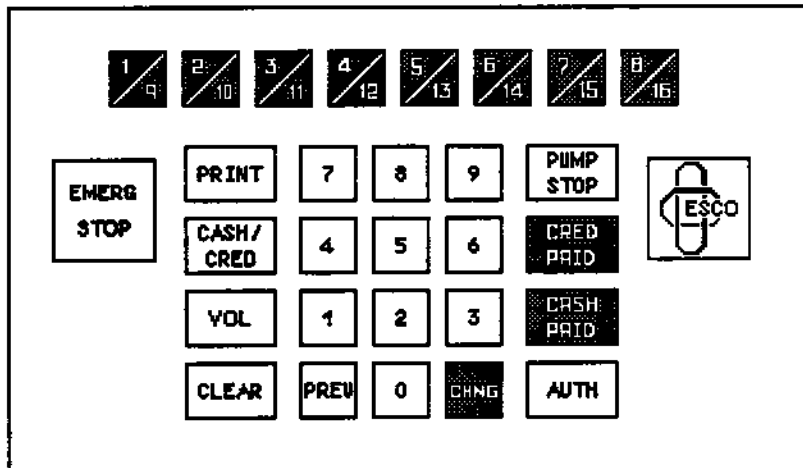 1/9 2/10 3/11 4/12 5/13 6/14 7/15 8/16
EMERG
STOP
PRINT 7 8 9 PUMP
STOP
ESCO
CASH/
CRED 4 5 6 CRED
PAID
VOL 1 2 3 CASH
PAID
CLEAR PREV 0 CHNG AUTH